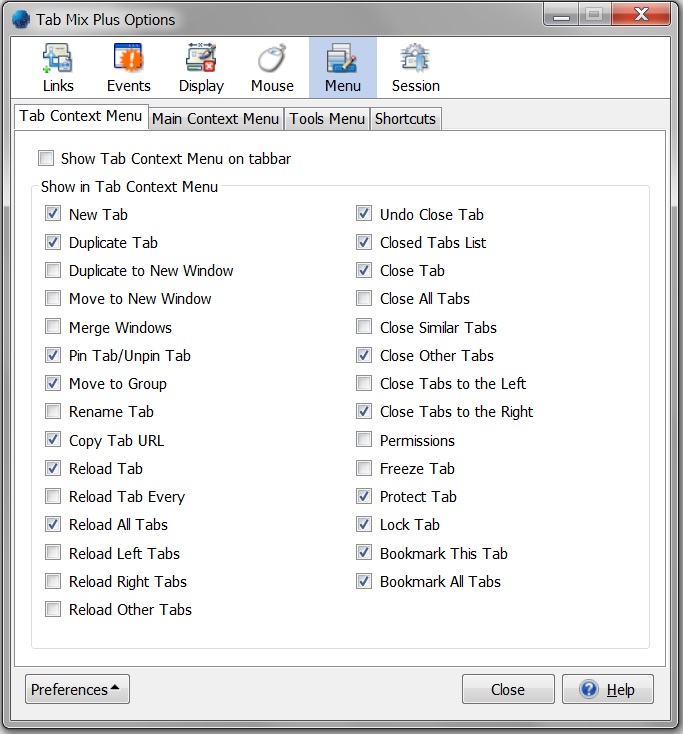 Tab Mix Plus Options
Links Events Display Mouse Menu Session
Tab Context Menu Main Context Menu Tools Menu Shortcuts
Show Tab Context Menu on tabbar
Show in Tab Context Menu
New Tab
Duplicate Tab
Duplicate to New Window
Move to New Window
Merge Windows
Pin Tab/Unpin Tab
Move to Group
Rename Tab
Copy Tab URL
Reload Tab
Reload Tab Every
Reload All Tabs
Reload Left Tabs
Reload Right Tabs
Reload Other Tabs
Undo Close Tab
Closed Tabs List
Close Tab
Close All Tabs
Close Similar Tabs
Close Other Tabs
Close Tabs to the Left
Close Tabs to the Right
Permissions
Freeze Tab
Protect Tab
Lock Tab
Bookmark This Tab
Bookmark All Tabs
Preferences Close Help